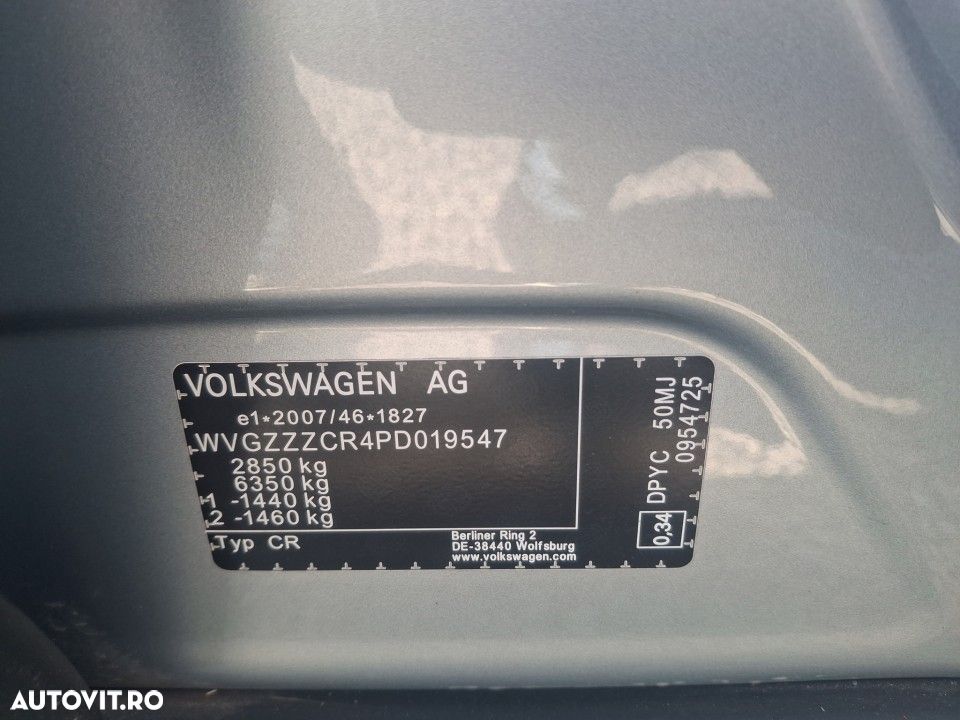 VOLKSWAGEN AG
e1*2007/46*1827
WVGZZZCR4PD019547
2850 kg
6350 kg
1 -1440 kg
2 -1460 kg
Typ CR
Berliner Ring 2
DE-38440 Wolfsburg
www.volkswagen.com
0,34 DPYC 50MJ
0954725
AUTOVIT.RO